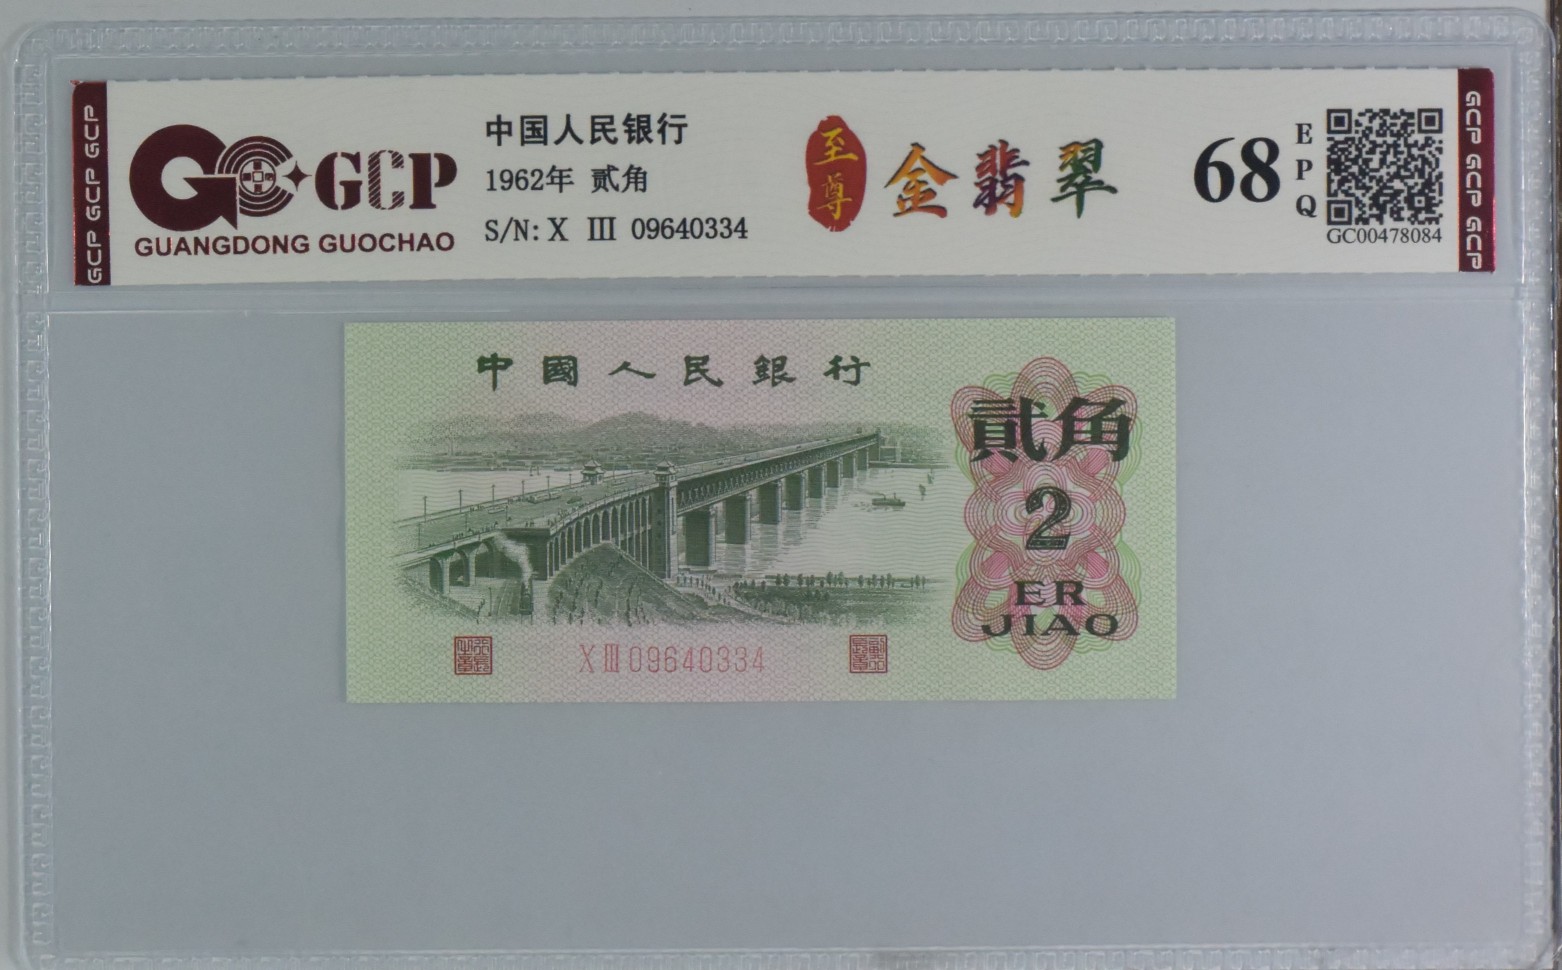 GCP GCP GCP
GCP
GUANGDONG GUOCHAO
中国人民银行
1962年 贰角
S/N: X Ⅲ 09640334
至尊
金翡翠
68
EPQ
GC00478084
GCP GCP GCP
中國人民銀行
貳角
2
ER
JIAO
X Ⅲ 09640334